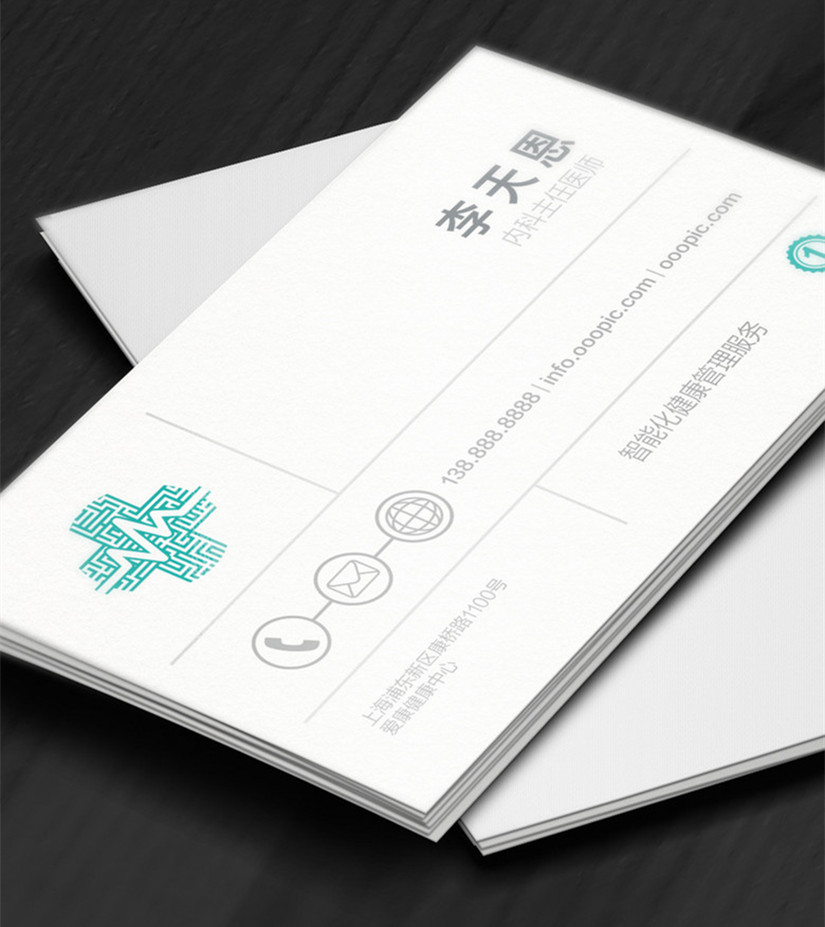 李天恩
内科主任医师
138.888.8888 | info.ooopic.com | ooopic.com
上海浦东新区康桥路1100号
爱康健康中心
智能化健康管理服务
1